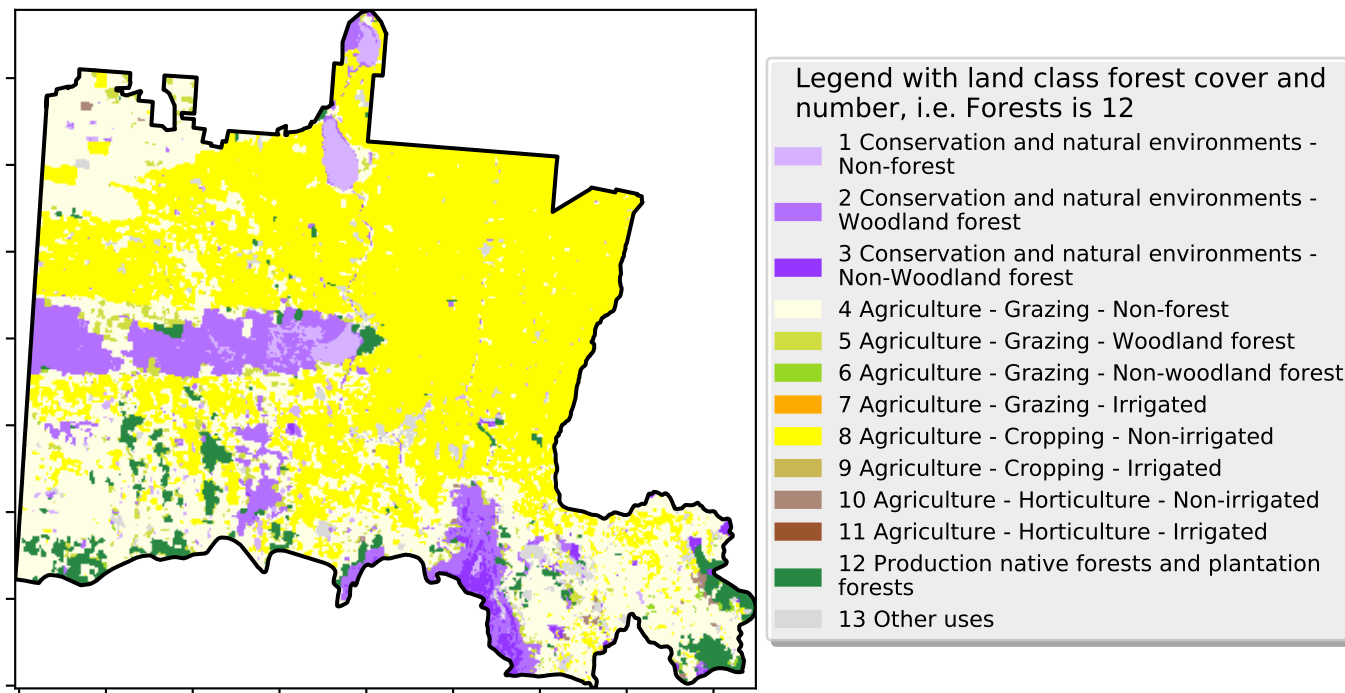 Legend with land class forest cover and
number, i.e. Forests is 12
1 Conservation and natural environments -
Non-forest
2 Conservation and natural environments -
Woodland forest
3 Conservation and natural environments -
Non-Woodland forest
4 Agriculture - Grazing - Non-forest
5 Agriculture - Grazing - Woodland forest
6 Agriculture - Grazing - Non-woodland forest
7 Agriculture - Grazing - Irrigated
8 Agriculture - Cropping - Non-irrigated
9 Agriculture - Cropping - Irrigated
10 Agriculture - Horticulture - Non-irrigated
11 Agriculture - Horticulture - Irrigated
12 Production native forests and plantation
forests
13 Other uses